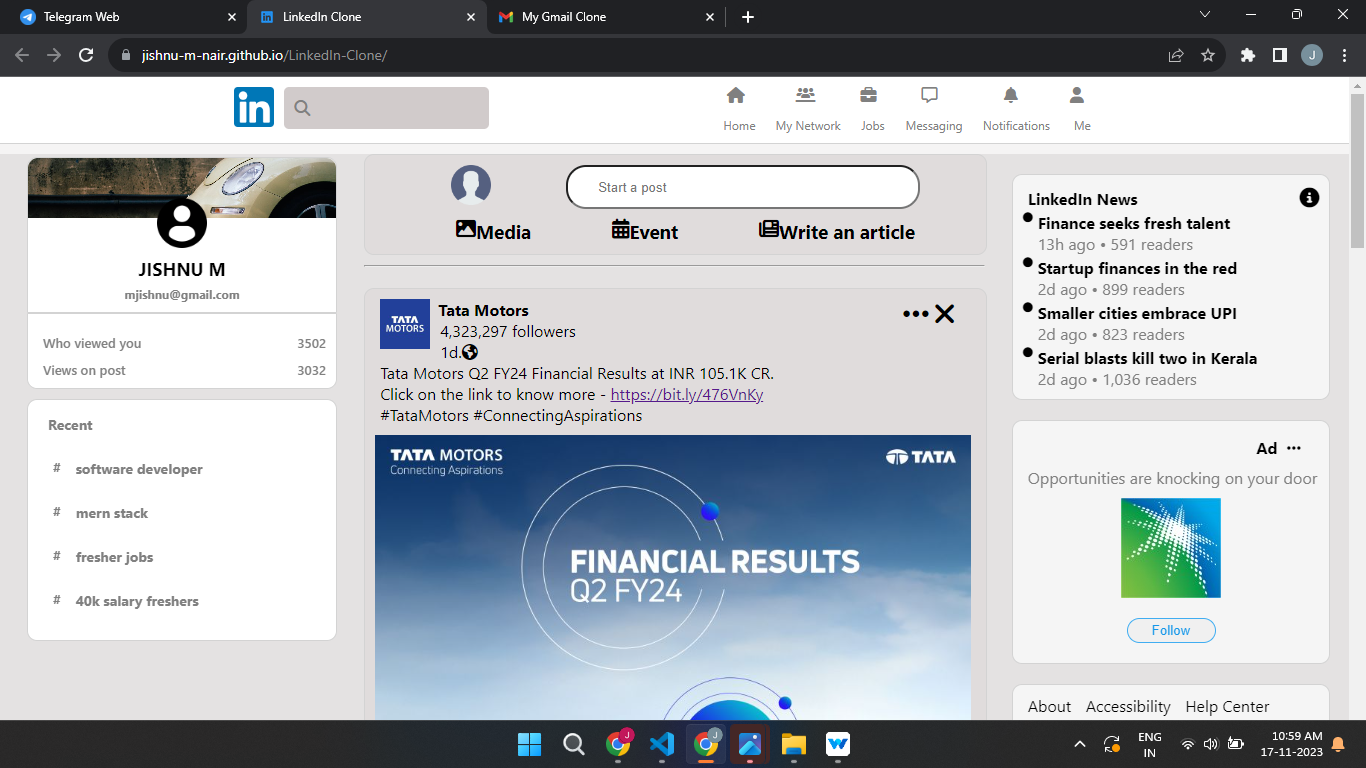 Telegram Web
LinkedIn Clone
My Gmail Clone
jishnu-m-nair.github.io/LinkedIn-Clone/
J
in
Home
My Network
Jobs
Messaging
Notifications
Me
JISHNU M
mjishnu@gmail.com
Who viewed you 3502
Views on post 3032
Recent
# software developer
# mern stack
# fresher jobs
# 40k salary freshers
Start a post
Media
Event
Write an article
TATA
MOTORS
Tata Motors
4,323,297 followers
1d.
Tata Motors Q2 FY24 Financial Results at INR 105.1K CR.
Click on the link to know more - https://bit.ly/476VnKy
#TataMotors #ConnectingAspirations
TATA MOTORS
Connecting Aspirations
TATA
FINANCIAL RESULTS
Q2 FY24
LinkedIn News
Finance seeks fresh talent
13h ago • 591 readers
Startup finances in the red
2d ago • 899 readers
Smaller cities embrace UPI
2d ago • 823 readers
Serial blasts kill two in Kerala
2d ago • 1,036 readers
Ad
Opportunities are knocking on your door
Follow
About Accessibility Help Center
J
J
W
ENG
IN
10:59 AM
17-11-2023